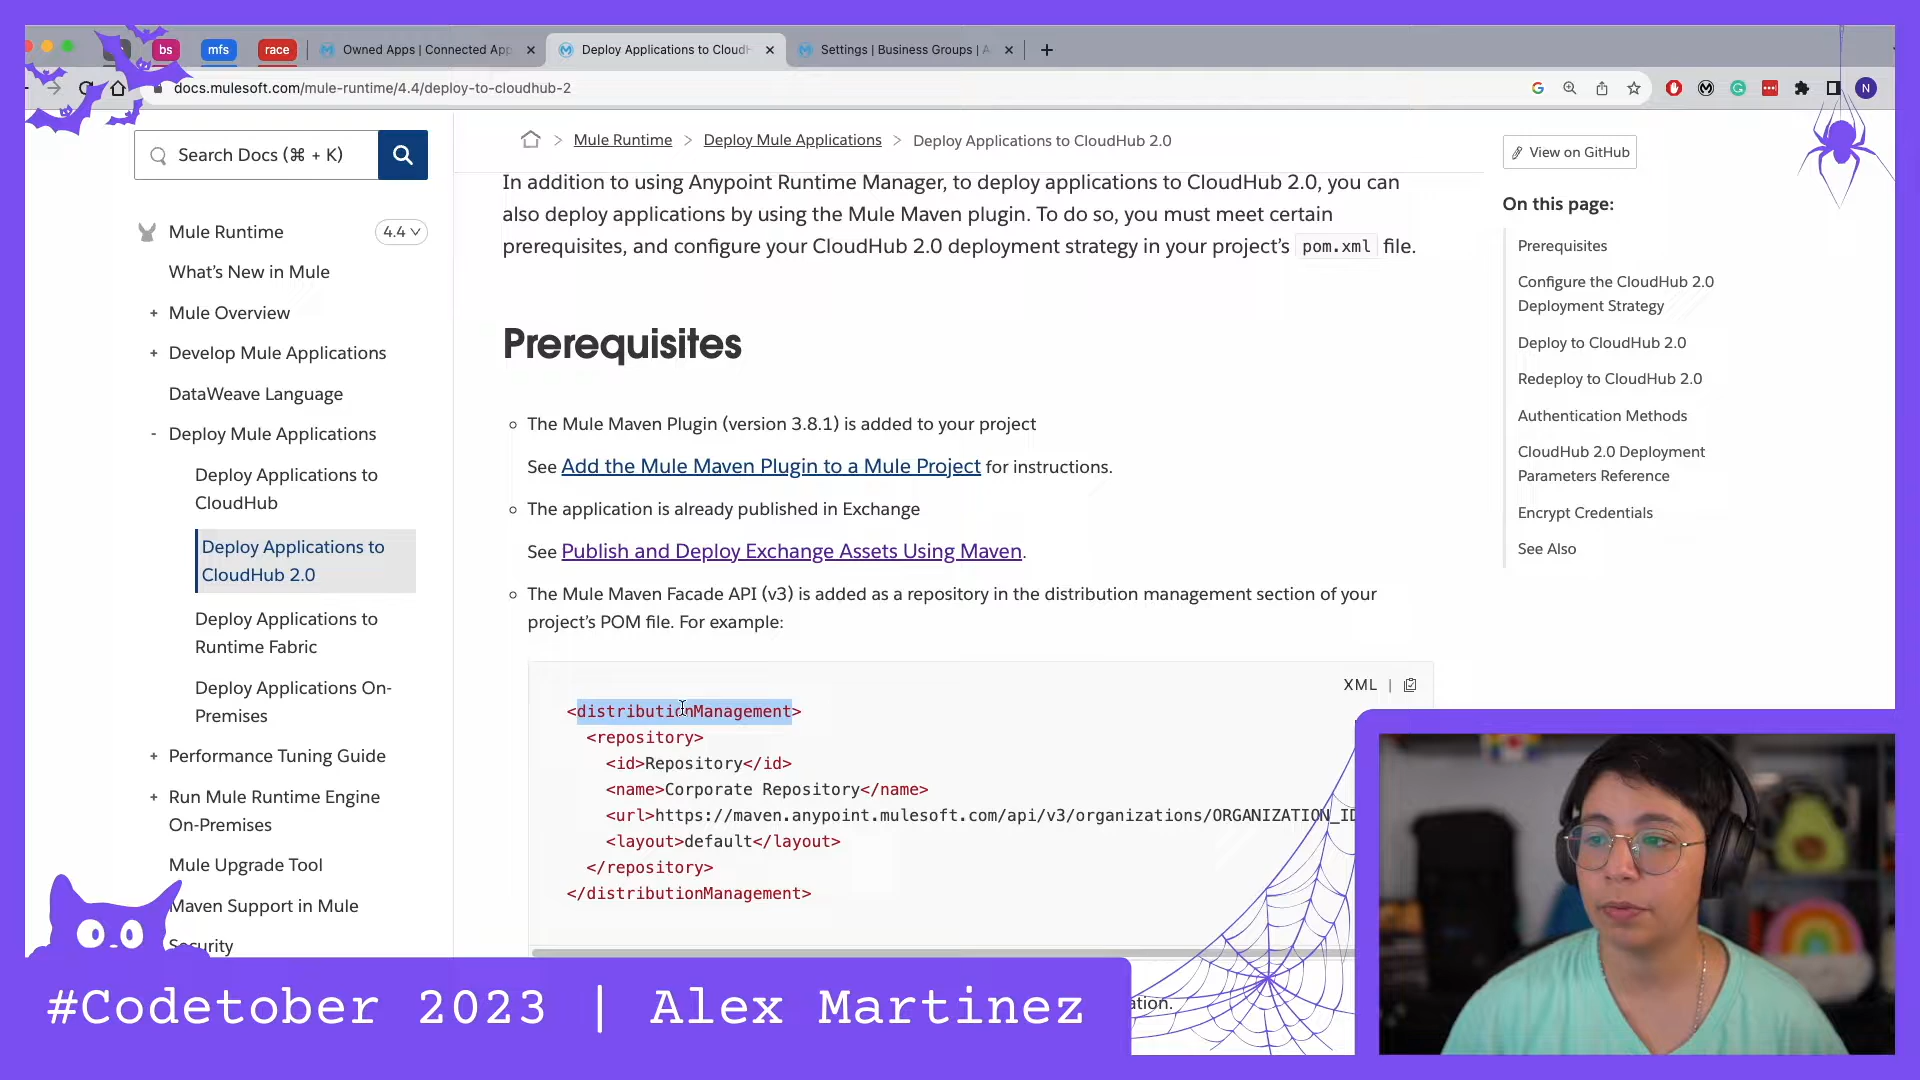 bs
mfs
race
Owned Apps | Connected App
Deploy Applications to Cloud
Settings | Business Groups | A
docs.mulesoft.com/mule-runtime/4.4/deploy-to-cloudhub-2
N
Search Docs (⌘ + K)
Mule Runtime
4.4
What's New in Mule
+ Mule Overview
+ Develop Mule Applications
DataWeave Language
- Deploy Mule Applications
Deploy Applications to
CloudHub
Deploy Applications to
CloudHub 2.0
Deploy Applications to
Runtime Fabric
Deploy Applications On-
Premises
+ Performance Tuning Guide
+ Run Mule Runtime Engine
On-Premises
Mule Upgrade Tool
Maven Support in Mule
Security
> Mule Runtime > Deploy Mule Applications > Deploy Applications to CloudHub 2.0
In addition to using Anypoint Runtime Manager, to deploy applications to CloudHub 2.0, you can
also deploy applications by using the Mule Maven plugin. To do so, you must meet certain
prerequisites, and configure your CloudHub 2.0 deployment strategy in your project's pom.xml file.
Prerequisites
The Mule Maven Plugin (version 3.8.1) is added to your project
See Add the Mule Maven Plugin to a Mule Project for instructions.
The application is already published in Exchange
See Publish and Deploy Exchange Assets Using Maven.
The Mule Maven Facade API (v3) is added as a repository in the distribution management section of your
project's POM file. For example:
XML |
<distributionManagement>
<repository>
<id>Repository</id>
<name>Corporate Repository</name>
<url>https://maven.anypoint.mulesoft.com/api/v3/organizations/ORGANIZATION_ID
<layout>default</layout>
</repository>
</distributionManagement>
ation.
View on GitHub
On this page:
Prerequisites
Configure the CloudHub 2.0
Deployment Strategy
Deploy to CloudHub 2.0
Redeploy to CloudHub 2.0
Authentication Methods
CloudHub 2.0 Deployment
Parameters Reference
Encrypt Credentials
See Also
#Codetober 2023 | Alex Martinez